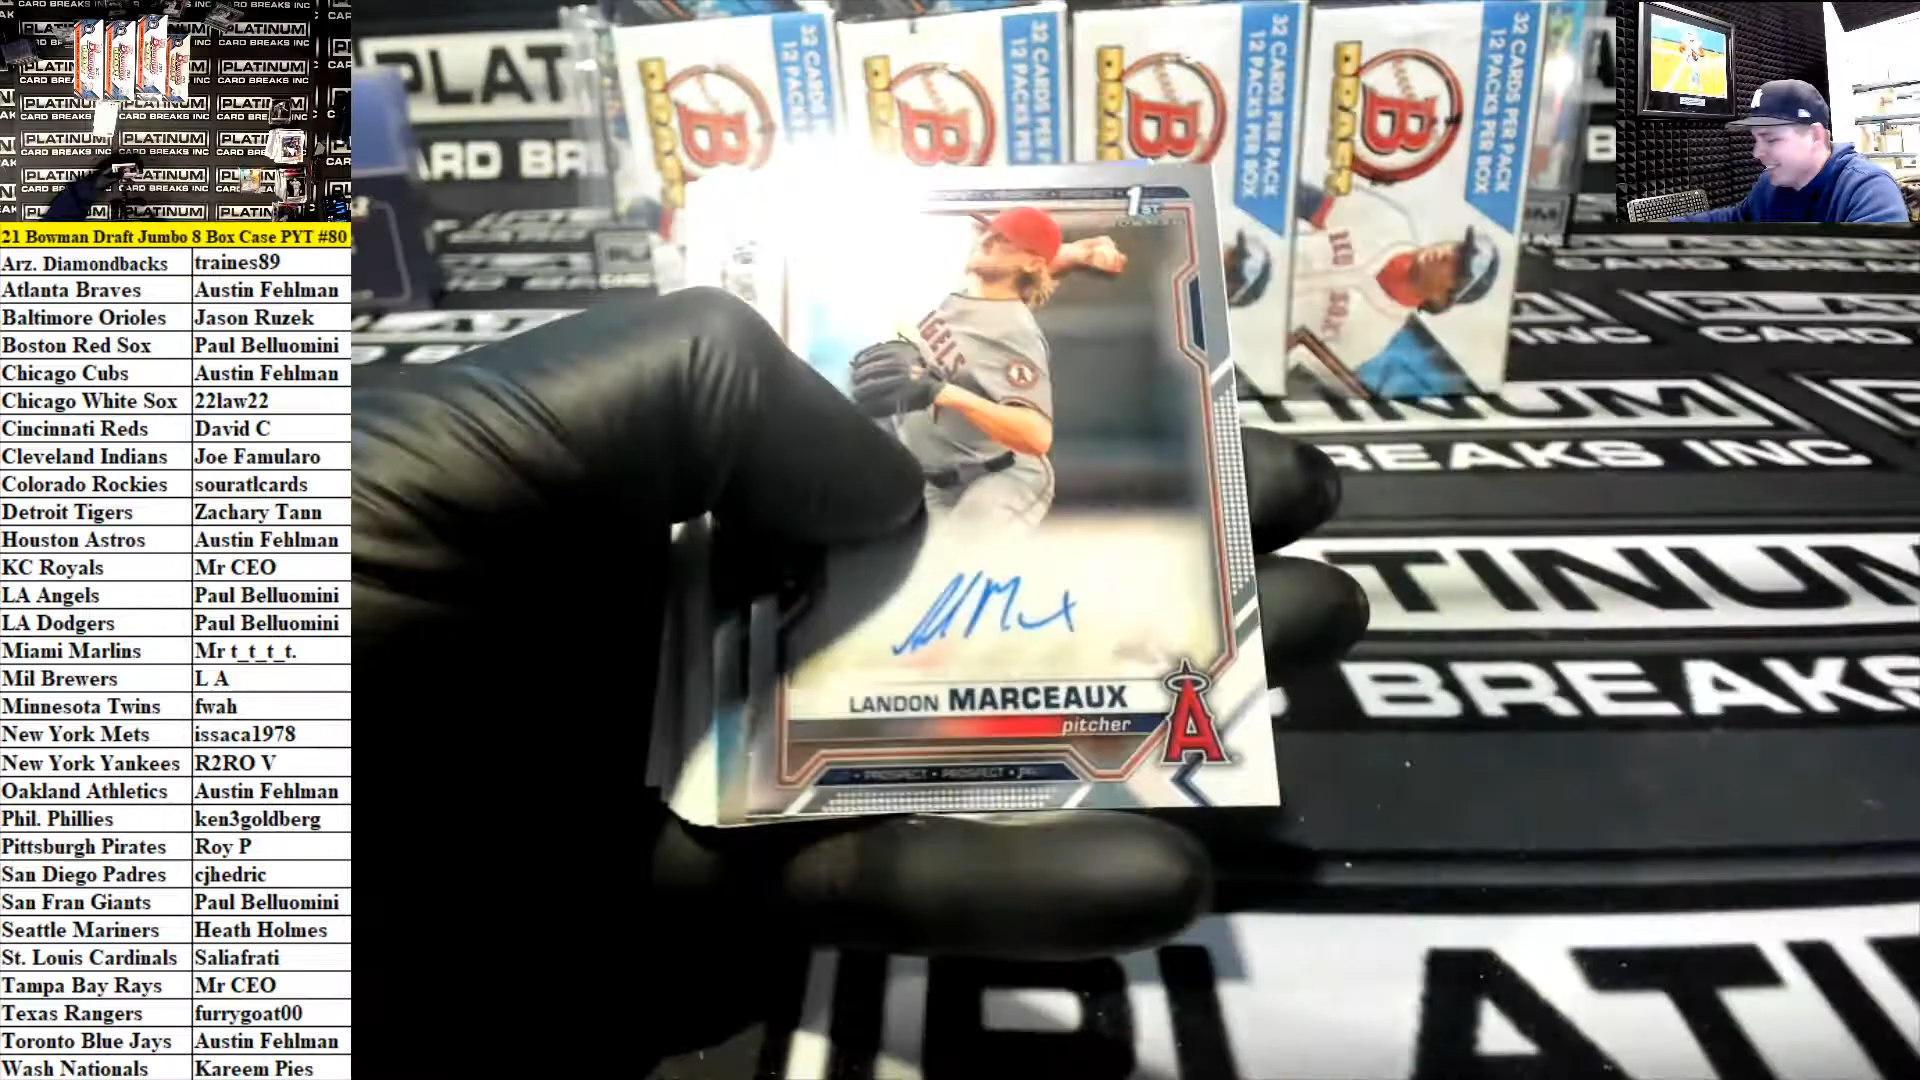 21 Bowman Draft Jumbo 8 Box Case PYT #80
Arz. Diamondbacks traines89
Atlanta Braves Austin Fehlman
Baltimore Orioles Jason Ruzek
Boston Red Sox Paul Belluomini
Chicago Cubs Austin Fehlman
Chicago White Sox 22law22
Cincinnati Reds David C
Cleveland Indians Joe Famularo
Colorado Rockies souratlcards
Detroit Tigers Zachary Tann
Houston Astros Austin Fehlman
KC Royals Mr CEO
LA Angels Paul Belluomini
LA Dodgers Paul Belluomini
Miami Marlins Mr t_t_t_t.
Mil Brewers L A
Minnesota Twins fwah
New York Mets issaca1978
New York Yankees R2RO V
Oakland Athletics Austin Fehlman
Phil. Phillies ken3goldberg
Pittsburgh Pirates Roy P
San Diego Padres cjhedric
San Fran Giants Paul Belluomini
Seattle Mariners Heath Holmes
St. Louis Cardinals Saliafrati
Tampa Bay Rays Mr CEO
Texas Rangers furrygoat00
Toronto Blue Jays Austin Fehlman
Wash Nationals Kareem Pies
PLATINUM
CARD BREAKS INC
DRAFT
B
32 CARDS PER PACK
12 PACKS PER BOX
1ST
LANDON MARCEAUX
pitcher
A
PROSPECT • PROSPECT
TINUM
BREAKS INC
TINUM
BREAKS
PLATI